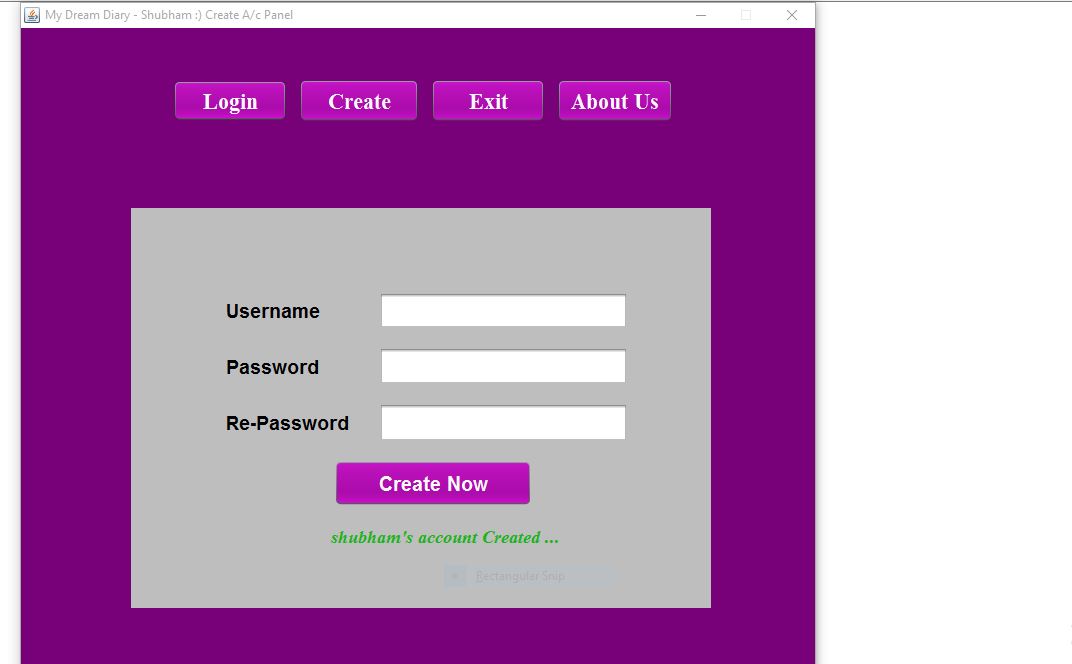 My Dream Diary - Shubham :) Create A/c Panel
Login Create Exit About Us
Username
Password
Re-Password
Create Now
shubham's account Created ...
Rectangular Snip